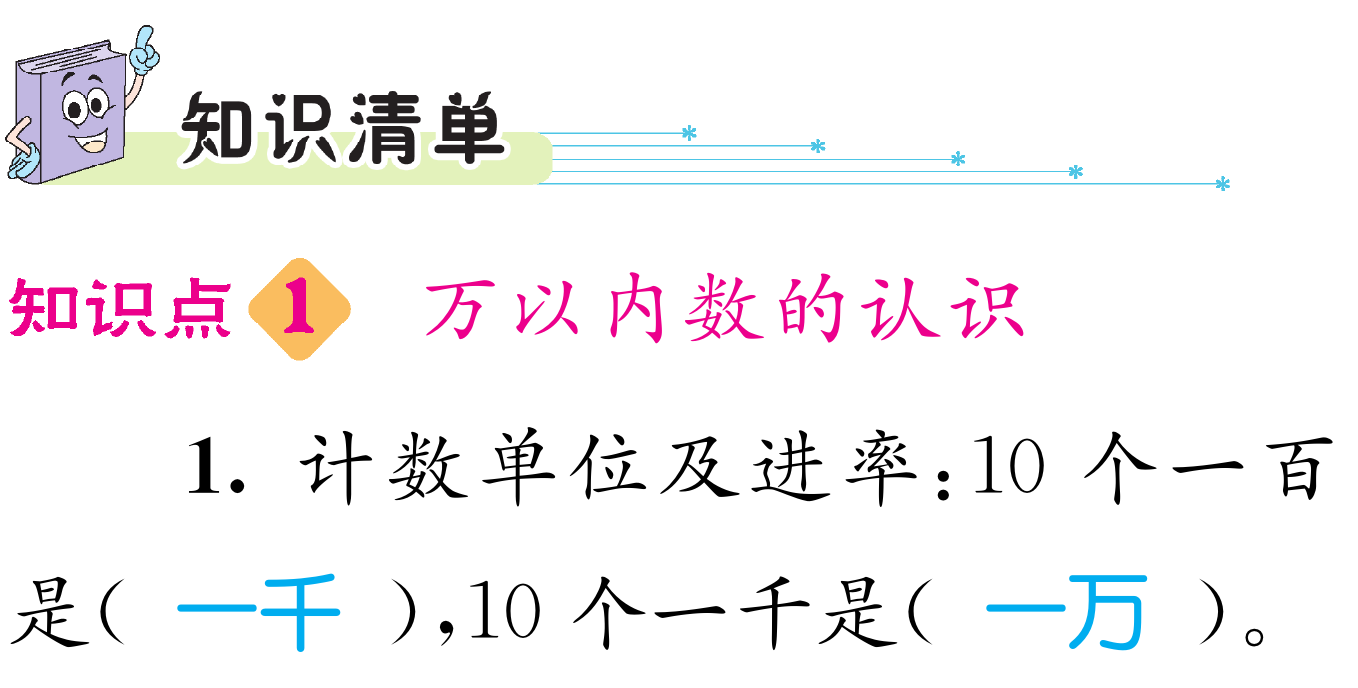 知识清单
知识点 1 万以内数的认识
1. 计数单位及进率:10 个一百
是( 一千 ),10 个一千是( 一万 )。